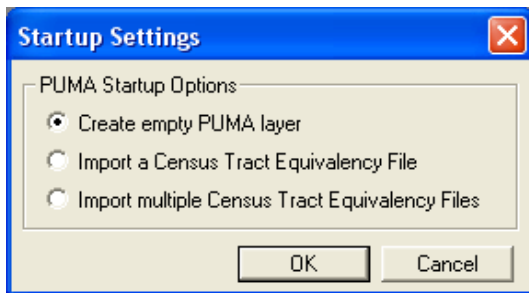 Startup Settings
PUMA Startup Options
Create empty PUMA layer
Import a Census Tract Equivalency File
Import multiple Census Tract Equivalency Files
OK Cancel